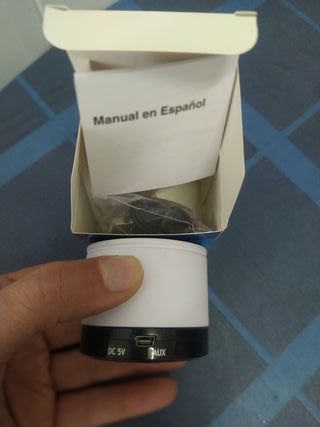 Manual en Español
DC 5V AUX